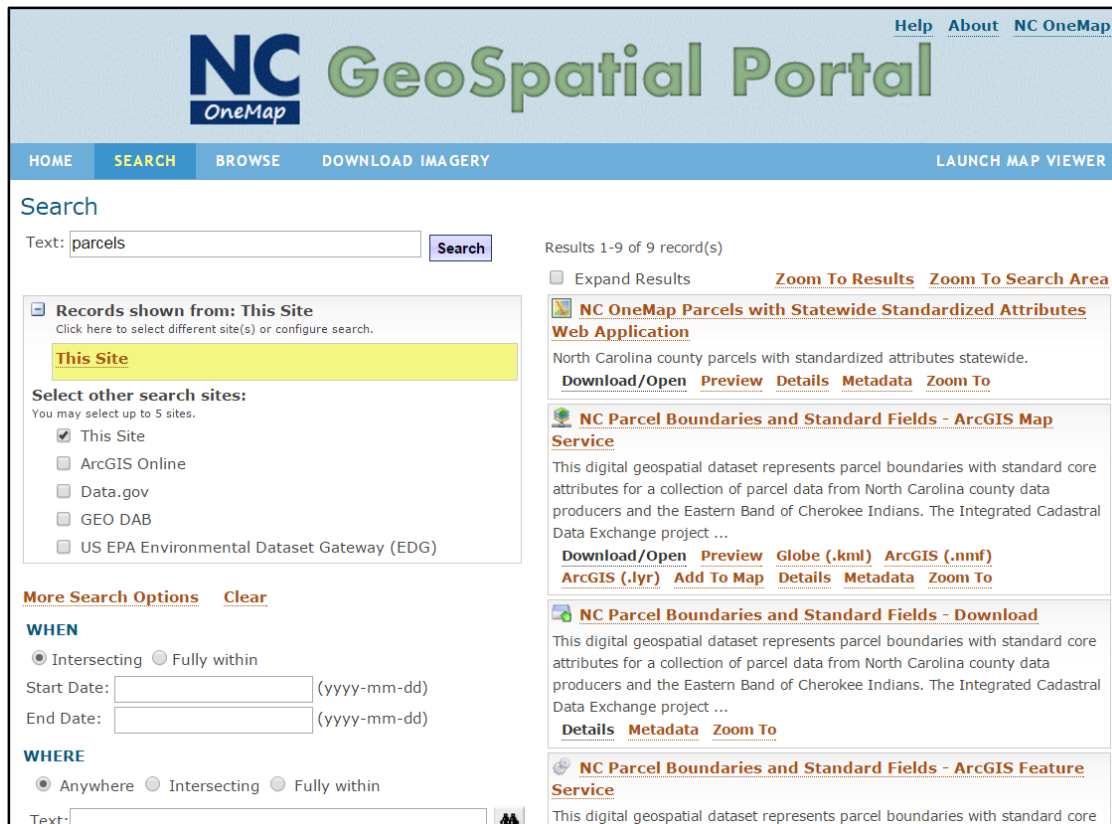 Help About NC OneMap
NC GeoSpatial Portal
OneMap
HOME SEARCH BROWSE DOWNLOAD IMAGERY LAUNCH MAP VIEWER
Search
Text: parcels Search
Records shown from: This Site
Click here to select different site(s) or configure search.
This Site
Select other search sites:
You may select up to 5 sites.
This Site
ArcGIS Online
Data.gov
GEO DAB
US EPA Environmental Dataset Gateway (EDG)
More Search Options Clear
WHEN
Intersecting Fully within
Start Date: (yyyy-mm-dd)
End Date: (yyyy-mm-dd)
WHERE
Anywhere Intersecting Fully within
Text:
Results 1-9 of 9 record(s)
Expand Results Zoom To Results Zoom To Search Area
NC OneMap Parcels with Statewide Standardized Attributes
Web Application
North Carolina county parcels with standardized attributes statewide.
Download/Open Preview Details Metadata Zoom To
NC Parcel Boundaries and Standard Fields - ArcGIS Map
Service
This digital geospatial dataset represents parcel boundaries with standard core
attributes for a collection of parcel data from North Carolina county data
producers and the Eastern Band of Cherokee Indians. The Integrated Cadastral
Data Exchange project ...
Download/Open Preview Globe (.kml) ArcGIS (.nmf)
ArcGIS (.lyr) Add To Map Details Metadata Zoom To
NC Parcel Boundaries and Standard Fields - Download
This digital geospatial dataset represents parcel boundaries with standard core
attributes for a collection of parcel data from North Carolina county data
producers and the Eastern Band of Cherokee Indians. The Integrated Cadastral
Data Exchange project ...
Details Metadata Zoom To
NC Parcel Boundaries and Standard Fields - ArcGIS Feature
Service
This digital geospatial dataset represents parcel boundaries with standard core